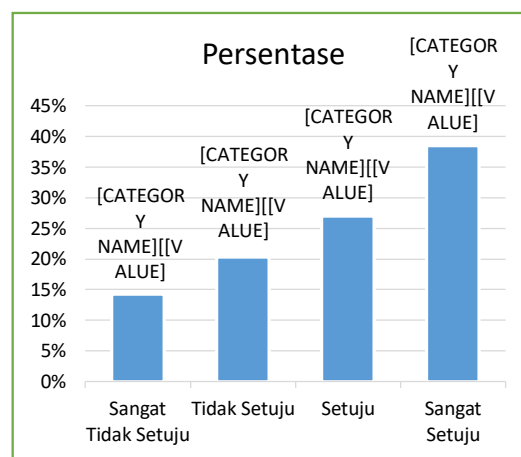 Persentase
[CATEGOR
Y
NAME][[V
ALUE]
[CATEGOR
Y
NAME][[V
ALUE]
[CATEGOR
Y
NAME][[V
ALUE]
[CATEGOR
Y
NAME][[V
ALUE]
45%
40%
35%
30%
25%
20%
15%
10%
5%
0%
Sangat
Tidak Setuju
Tidak Setuju
Setuju
Sangat
Setuju